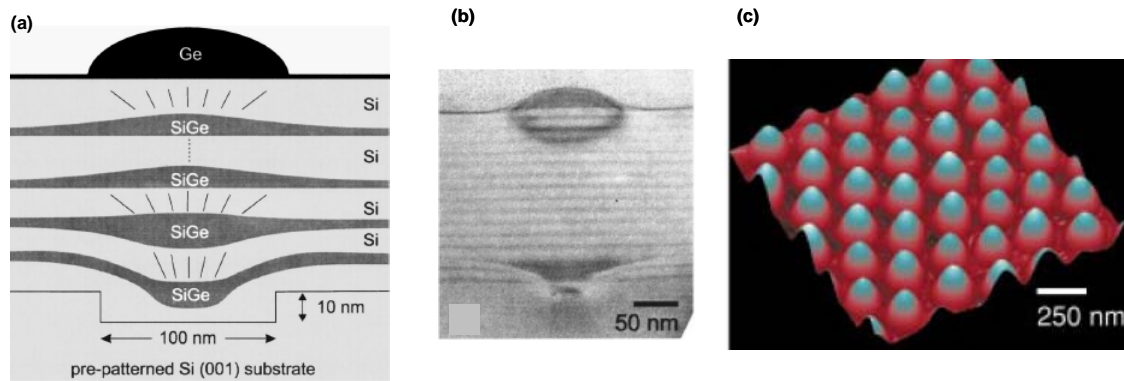 (a)
Ge
Si
SiGe
Si
SiGe
Si
SiGe
Si
SiGe
10 nm
100 nm
pre-patterned Si (001) substrate
(b)
50 nm
(c)
250 nm